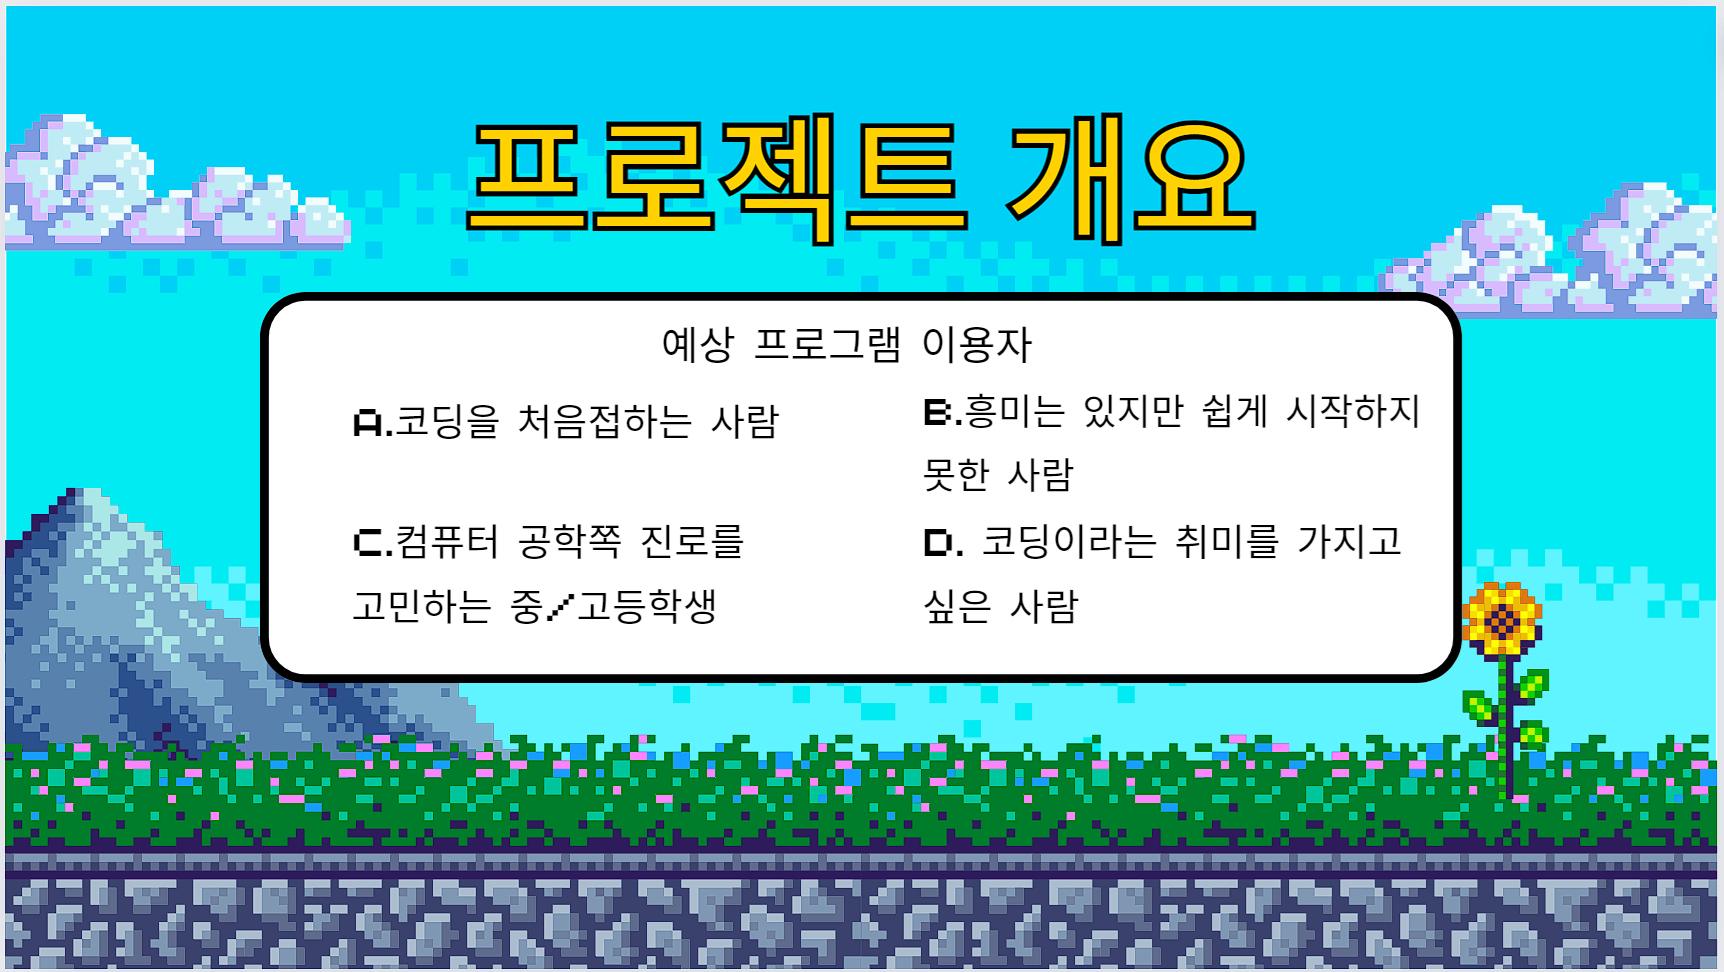 프로젝트 개요
예상 프로그램 이용자
A.코딩을 처음접하는 사람
B.흥미는 있지만 쉽게 시작하지
못한 사람
C.컴퓨터 공학쪽 진로를
고민하는 중/고등학생
D. 코딩이라는 취미를 가지고
싶은 사람